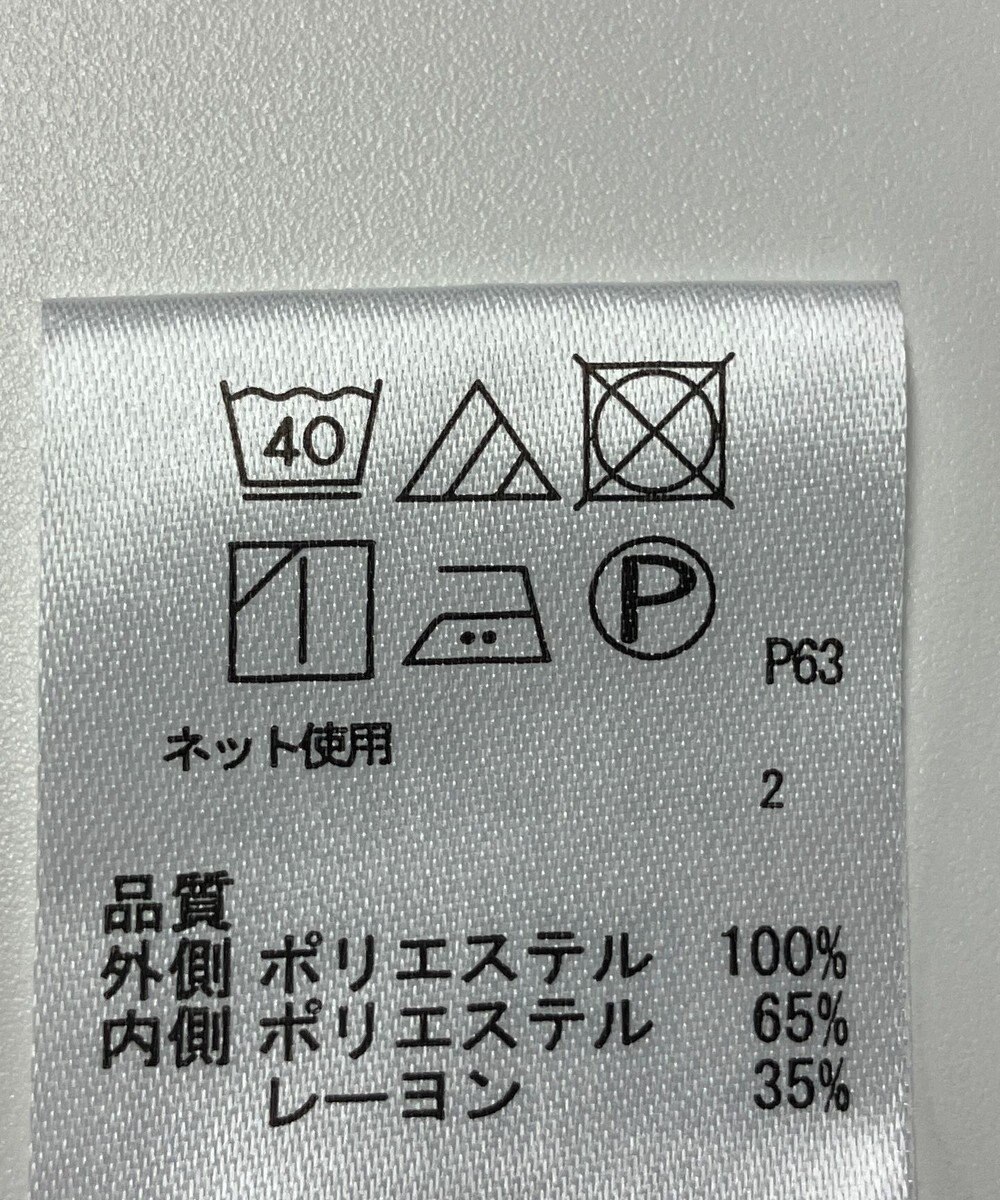 40
P
P63
ネット使用
2
品質
外側 ポリエステル 100%
内側 ポリエステル 65%
レーヨン 35%